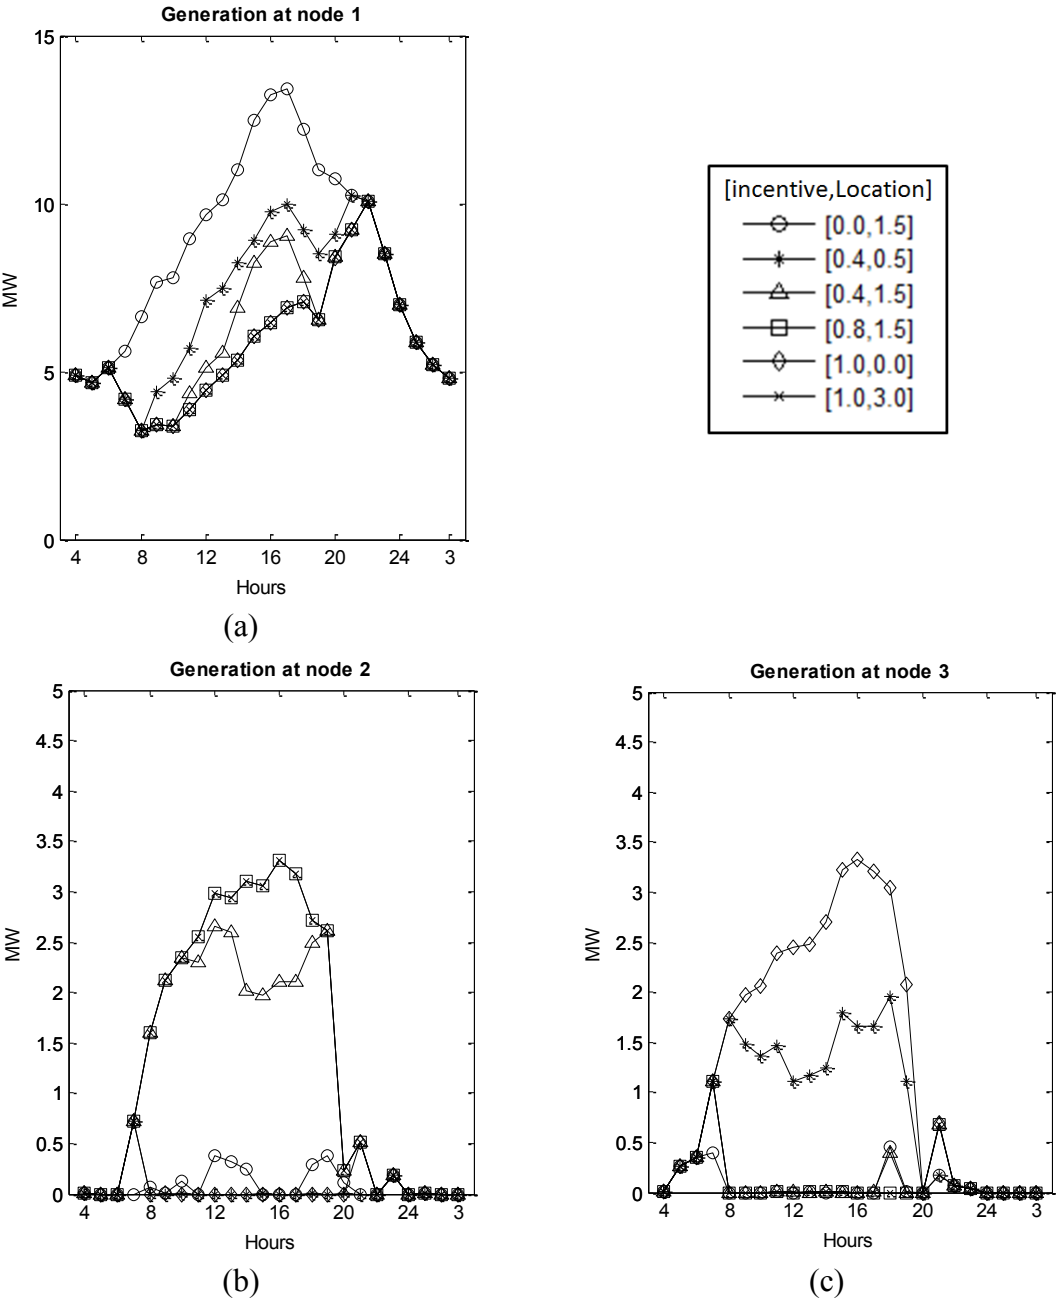 Generation at node 1
15
10
5
0
MW
4 8 12 16 20 24 3
Hours
(a)
[incentive,Location]
[0.0,1.5]
[0.4,0.5]
[0.4,1.5]
[0.8,1.5]
[1.0,0.0]
[1.0,3.0]
Generation at node 2
5
4.5
4
3.5
3
2.5
2
1.5
1
0.5
0
MW
4 8 12 16 20 24 3
Hours
(b)
Generation at node 3
5
4.5
4
3.5
3
2.5
2
1.5
1
0.5
0
MW
4 8 12 16 20 24 3
Hours
(c)